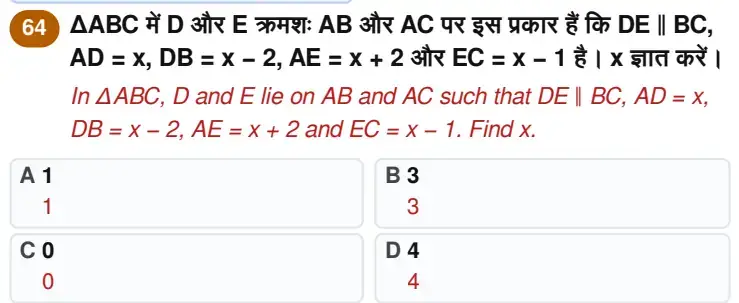 64 ΔABC में D और E क्रमशः AB और AC पर इस प्रकार हैं कि DE || BC,
AD = x, DB = x – 2, AE = x + 2 और EC = x – 1 है। x ज्ञात करें।
In ΔABC, D and E lie on AB and AC such that DE || BC, AD = x,
DB = x – 2, AE = x + 2 and EC = x – 1. Find x.
A 1
1
B 3
3
C 0
0
D 4
4